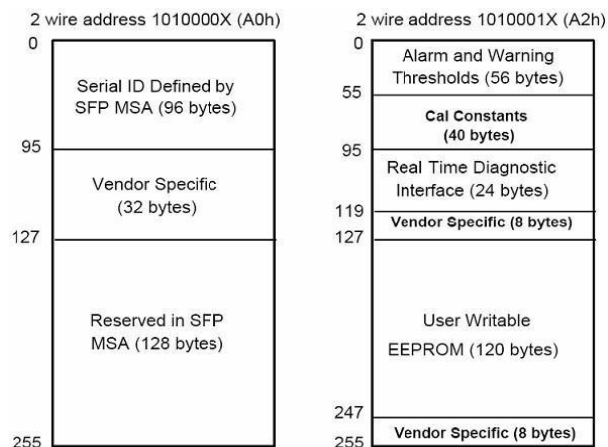 2 wire address 1010000X (A0h)
0
Serial ID Defined by
SFP MSA (96 bytes)
95
Vendor Specific
(32 bytes)
127
Reserved in SFP
MSA (128 bytes)
255
2 wire address 1010001X (A2h)
0
Alarm and Warning
Thresholds (56 bytes)
55
Cal Constants
(40 bytes)
95
Real Time Diagnostic
Interface (24 bytes)
119
Vendor Specific (8 bytes)
127
User Writable
EEPROM (120 bytes)
247
Vendor Specific (8 bytes)
255